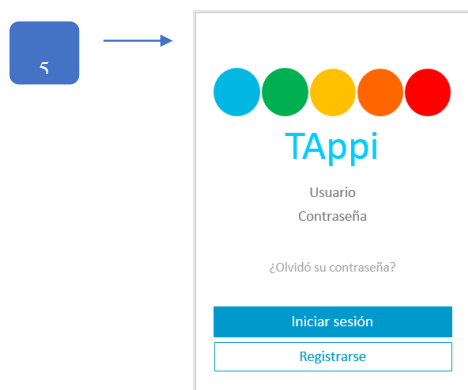 5
TAppi
Usuario
Contraseña
¿Olvidó su contraseña?
Iniciar sesión
Registrarse